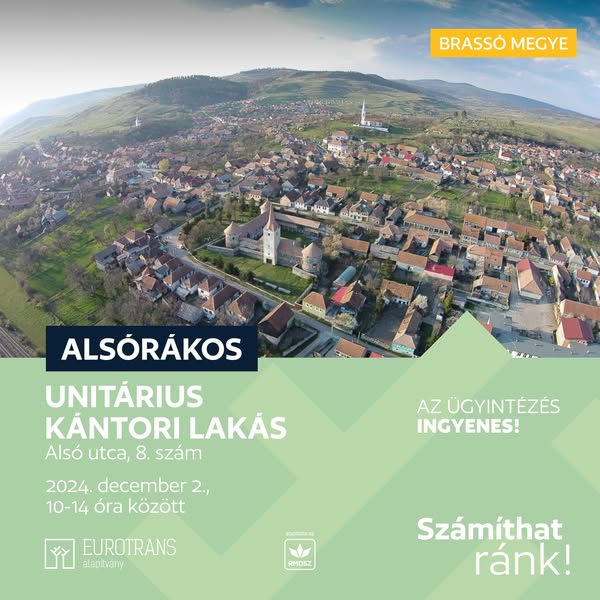 BRASSÓ MEGYE
ALSÓRÁKOS
UNITÁRIUS
KÁNTORI LAKÁS
Alsó utca, 8. szám
2024. december 2.,
10-14 óra között
AZ ÜGYINTÉZÉS
INGYENES!
EUROTRANS
alapítvány
RMDSZ
Számíthat
ránk!